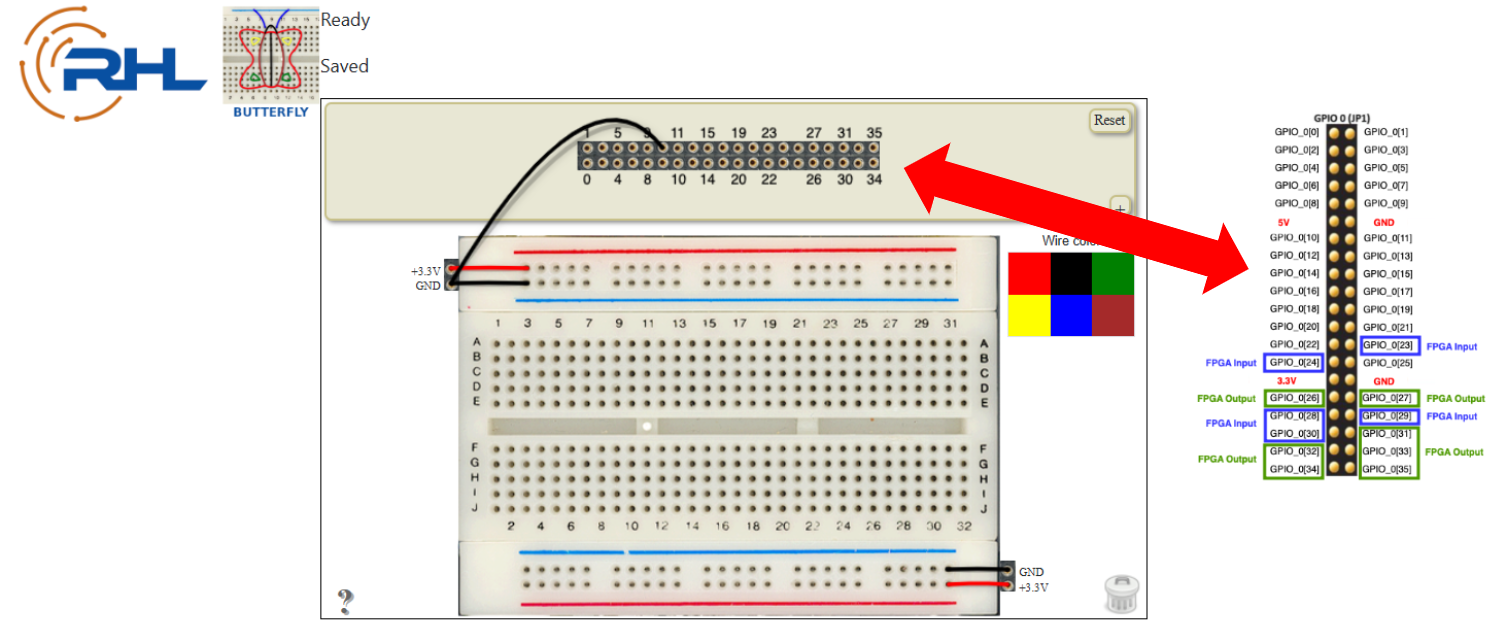 RHL
BUTTERFLY
Ready
Saved
Reset
1 5 9 11 15 19 23 27 31 35
0 4 8 10 14 20 22 26 30 34
+
Wire colo
+3.3V
GND
1 3 5 7 9 11 13 15 17 19 21 23 25 27 29 31
A A
B B
C C
D D
E E
F F
G G
H H
I I
J J
2 4 6 8 10 12 14 16 18 20 22 24 26 28 30 32
GND
+3.3V
?
GPIO 0 (JP1)
GPIO_0[0] GPIO_0[1]
GPIO_0[2] GPIO_0[3]
GPIO_0[4] GPIO_0[5]
GPIO_0[6] GPIO_0[7]
GPIO_0[8] GPIO_0[9]
5V GND
GPIO_0[10] GPIO_0[11]
GPIO_0[12] GPIO_0[13]
GPIO_0[14] GPIO_0[15]
GPIO_0[16] GPIO_0[17]
GPIO_0[18] GPIO_0[19]
GPIO_0[20] GPIO_0[21]
GPIO_0[22] GPIO_0[23] FPGA Input
FPGA Input GPIO_0[24] GPIO_0[25]
3.3V GND
FPGA Output GPIO_0[26] GPIO_0[27] FPGA Output
FPGA Input GPIO_0[28] GPIO_0[29] FPGA Input
GPIO_0[30] GPIO_0[31]
FPGA Output GPIO_0[32] GPIO_0[33] FPGA Output
GPIO_0[34] GPIO_0[35]